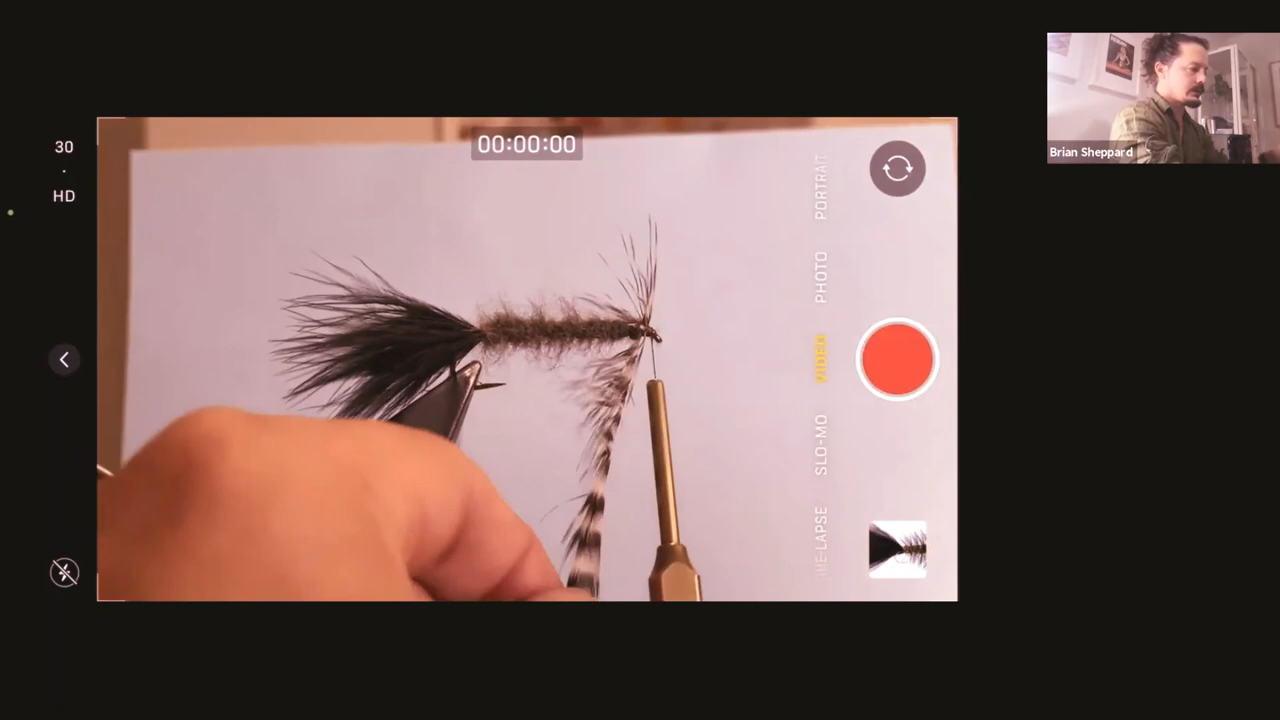 30
HD
00:00:00
PORTRAIT
PHOTO
VIDEO
SLO-MO
Brian Sheppard